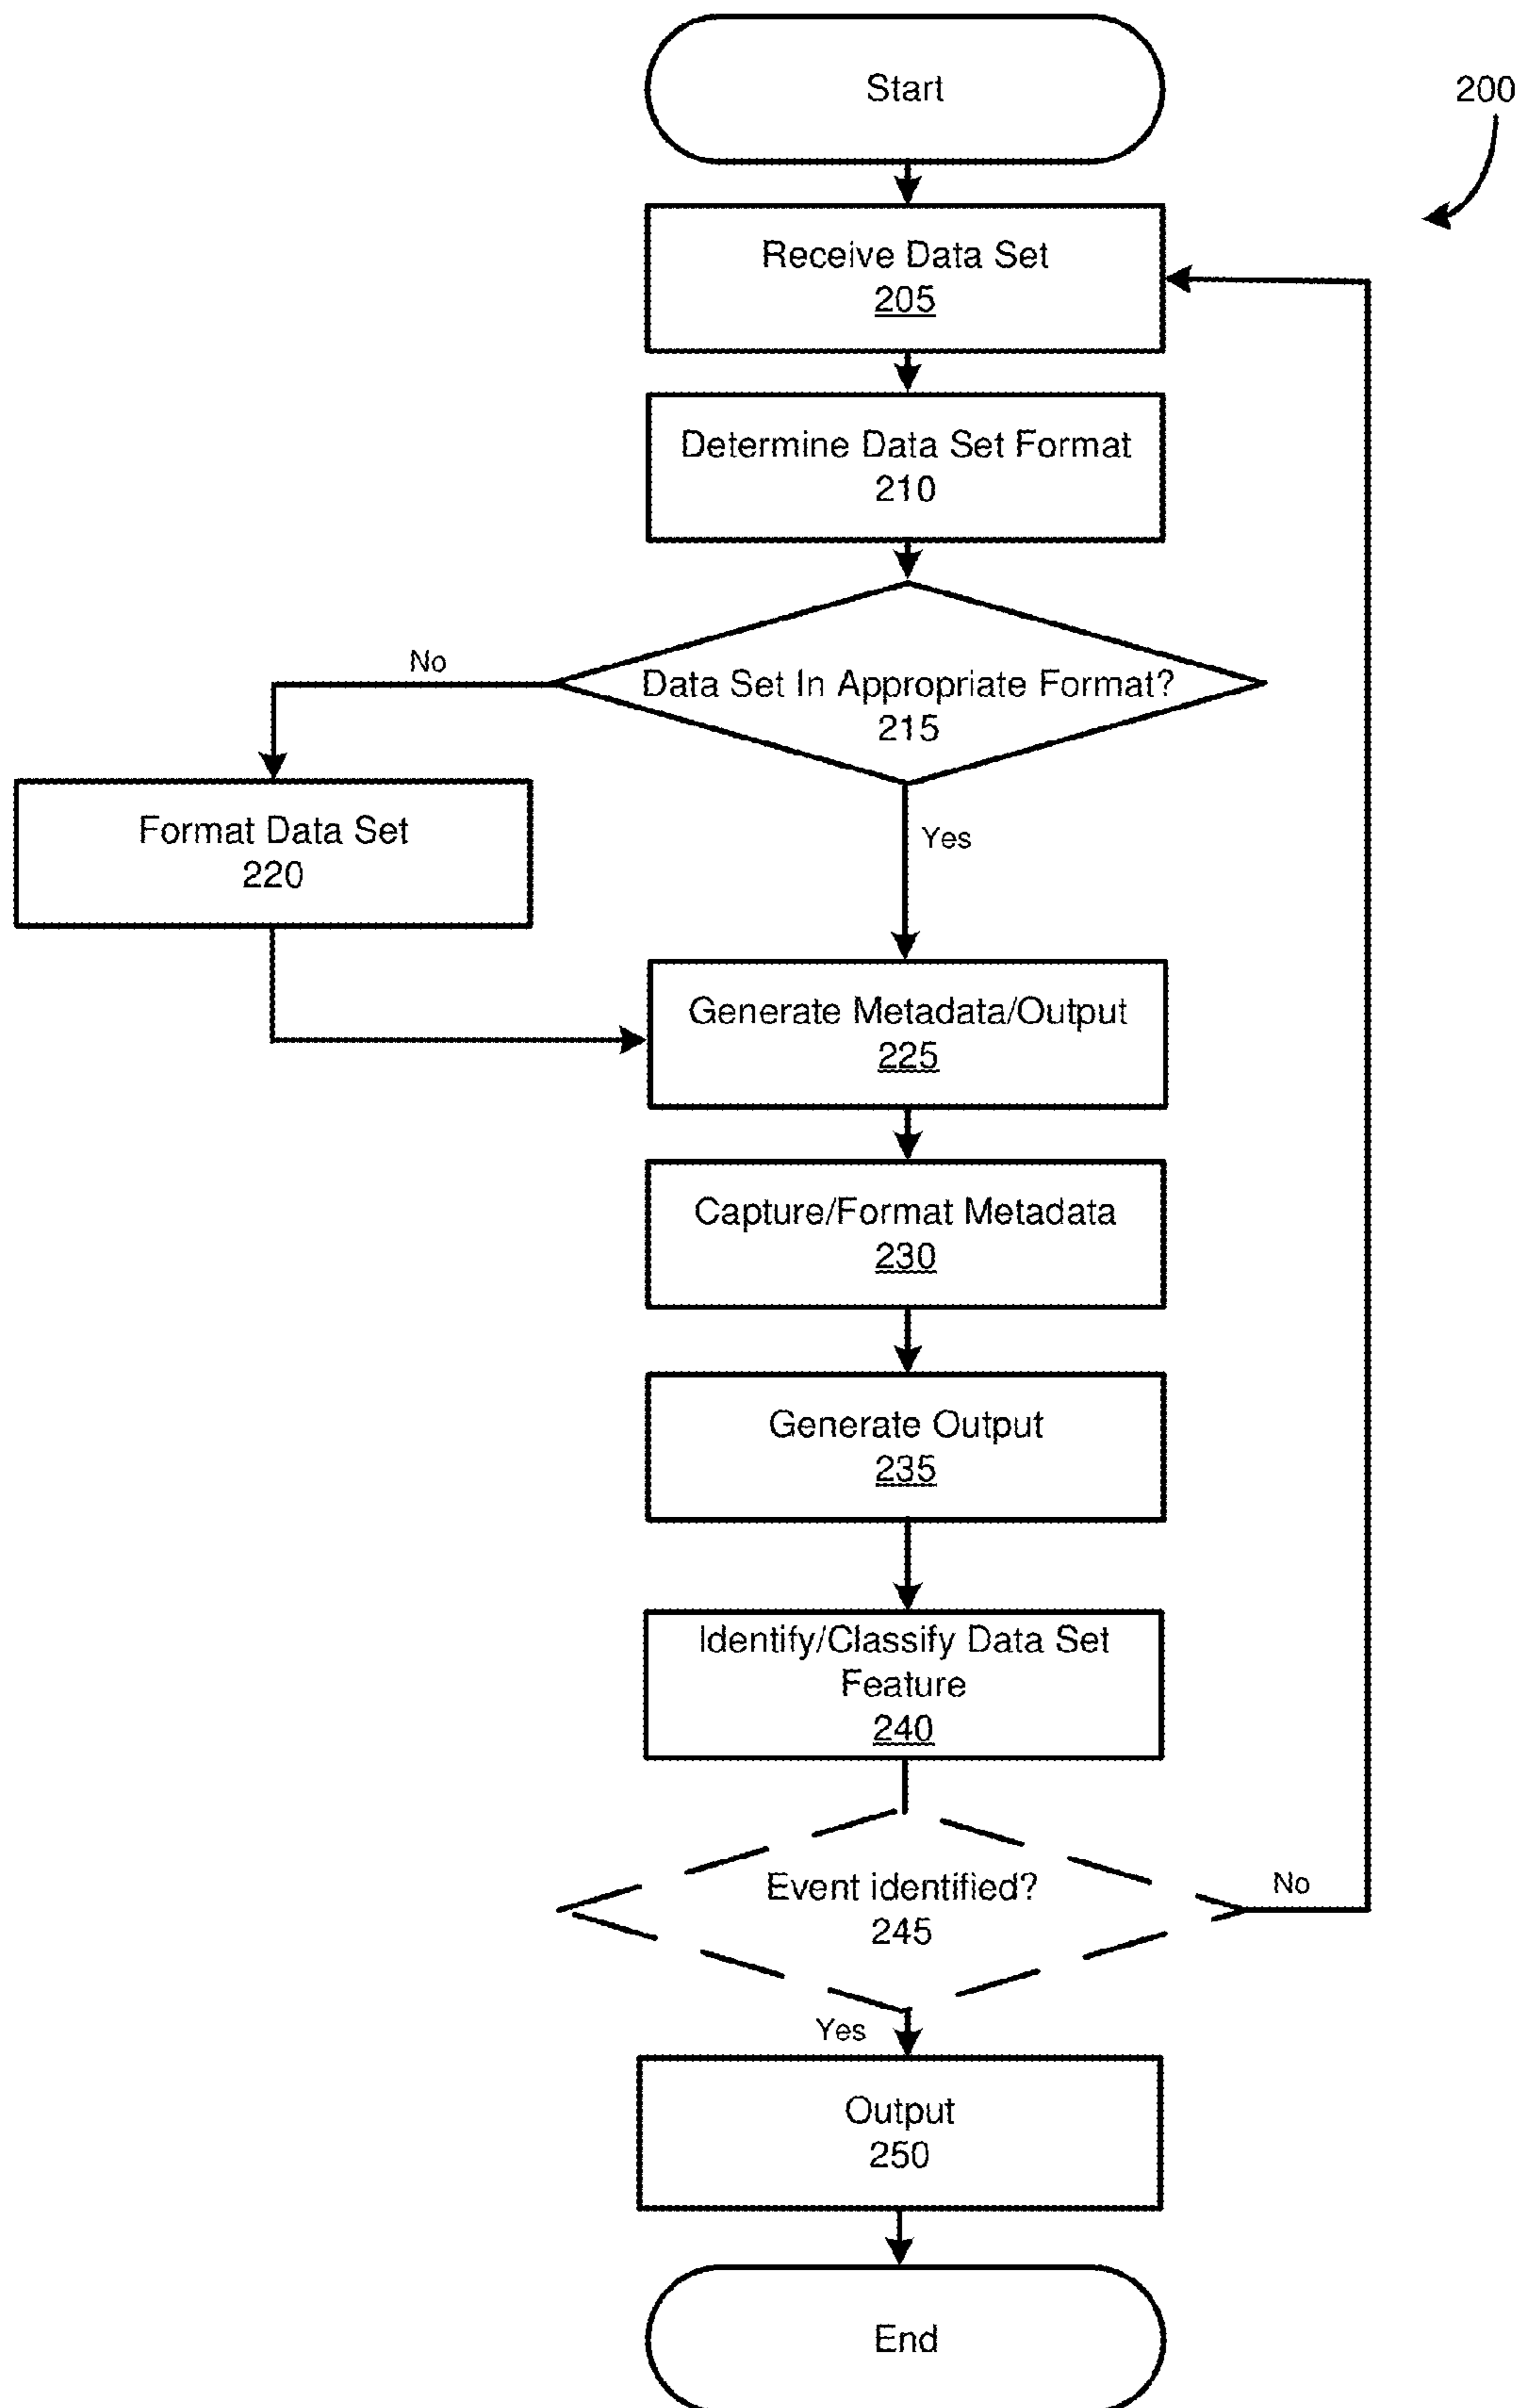 Start
200
Receive Data Set
205
Determine Data Set Format
210
No
Data Set In Appropriate Format?
215
Format Data Set
220
Yes
Generate Metadata/Output
225
Capture/Format Metadata
230
Generate Output
235
Identify/Classify Data Set
Feature
240
Event identified?
245
No
Yes
Output
250
End